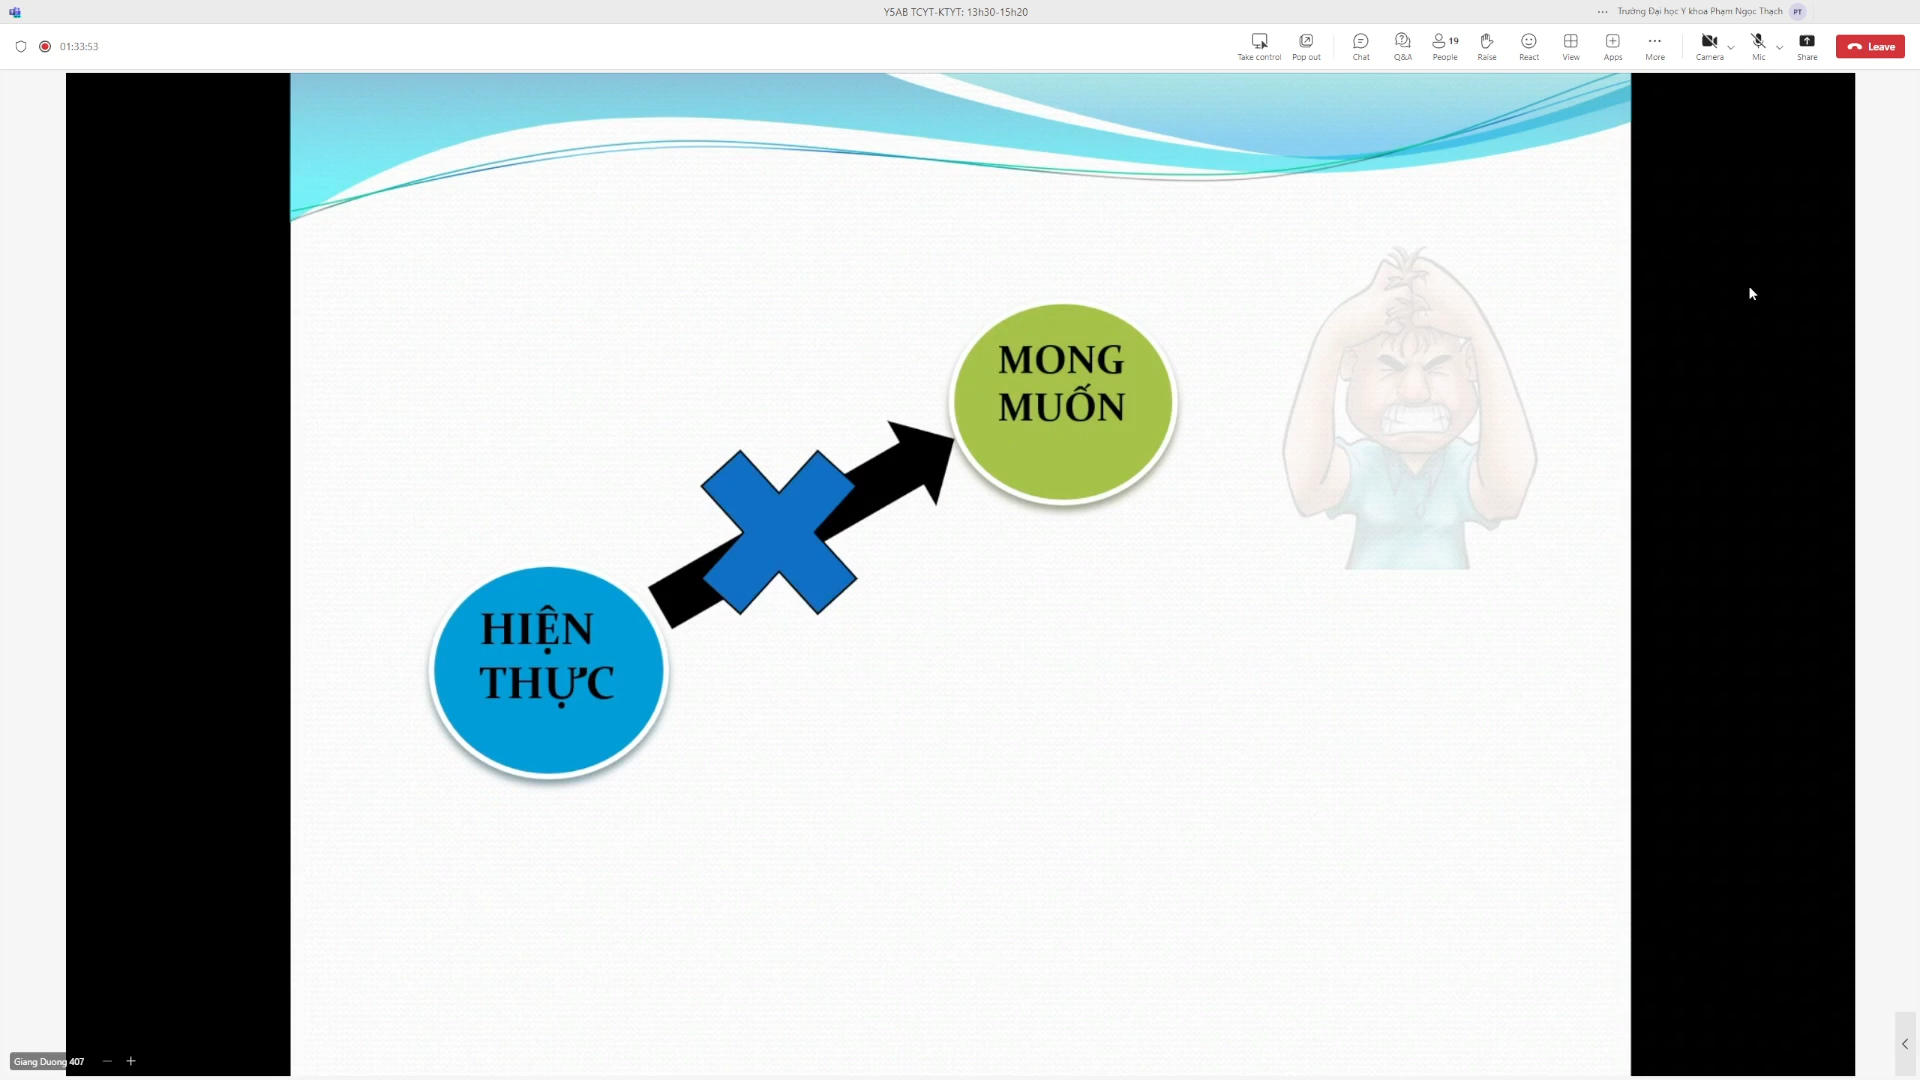 Y5AB TCYT-KTYT: 13h30-15h20
Trường Đại học Y khoa Phạm Ngọc Thạch
PT
01:33:53
Take control
Pop out
Chat
Q&A
19
People
Raise
React
View
Apps
More
Camera
Mic
Share
Leave
MONG
MUỐN
HIỆN
THỰC
Giang Duong 407